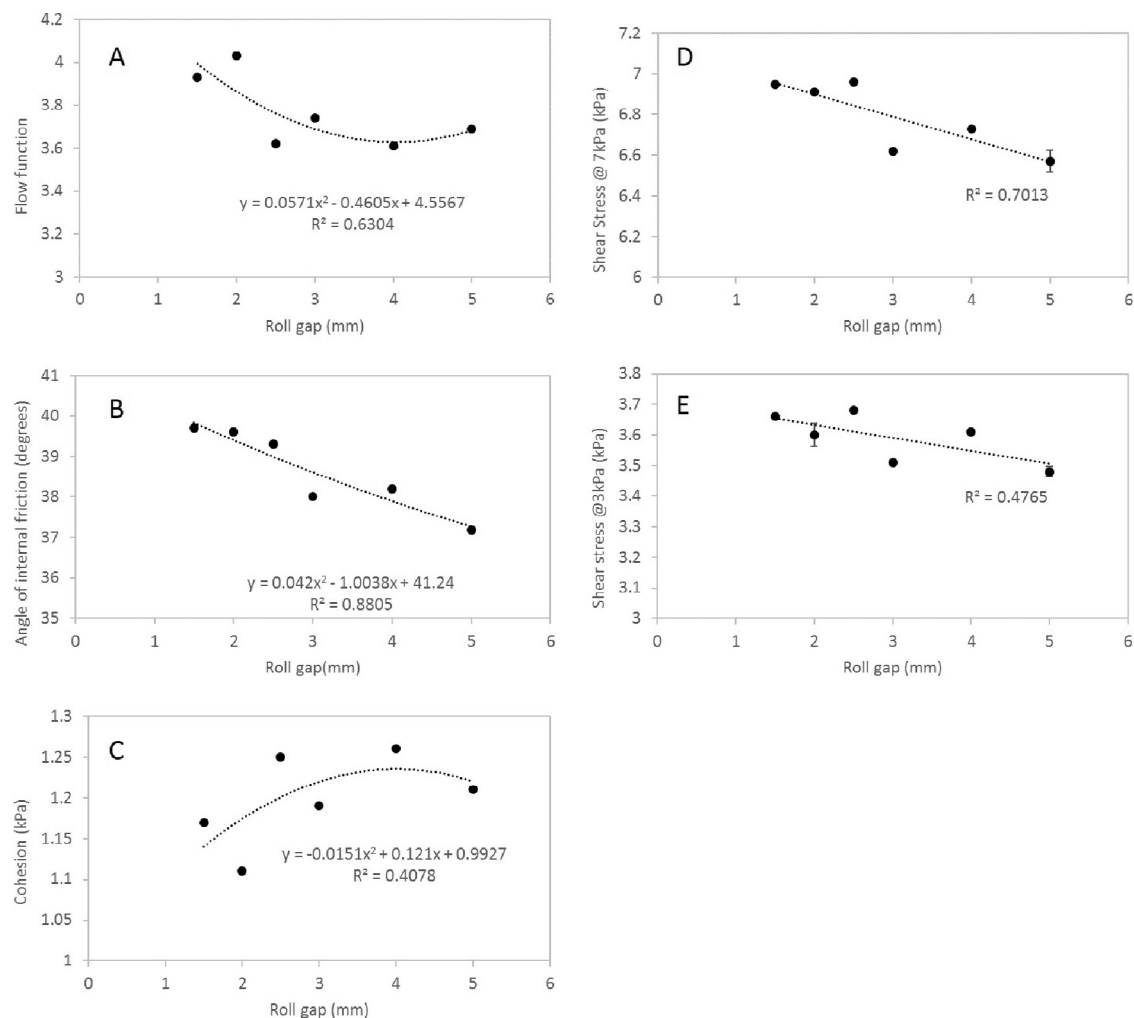 A
Flow function
4.2
4
3.8
3.6
3.4
3.2
3
0 1 2 3 4 5 6
Roll gap (mm)
y = 0.0571x² - 0.4605x + 4.5567
R² = 0.6304
D
Shear Stress @ 7kPa (kPa)
7.2
7
6.8
6.6
6.4
6.2
6
0 1 2 3 4 5 6
Roll gap (mm)
R² = 0.7013
B
Angle of internal friction (degrees)
41
40
39
38
37
36
35
0 1 2 3 4 5 6
Roll gap(mm)
y = 0.042x² - 1.0038x + 41.24
R² = 0.8805
E
Shear stress @3kPa (kPa)
3.8
3.7
3.6
3.5
3.4
3.3
3.2
3.1
3
0 1 2 3 4 5 6
Roll gap (mm)
R² = 0.4765
C
Cohesion (kPa)
1.3
1.25
1.2
1.15
1.1
1.05
1
0 1 2 3 4 5 6
Roll gap (mm)
y = -0.0151x² + 0.121x + 0.9927
R² = 0.4078